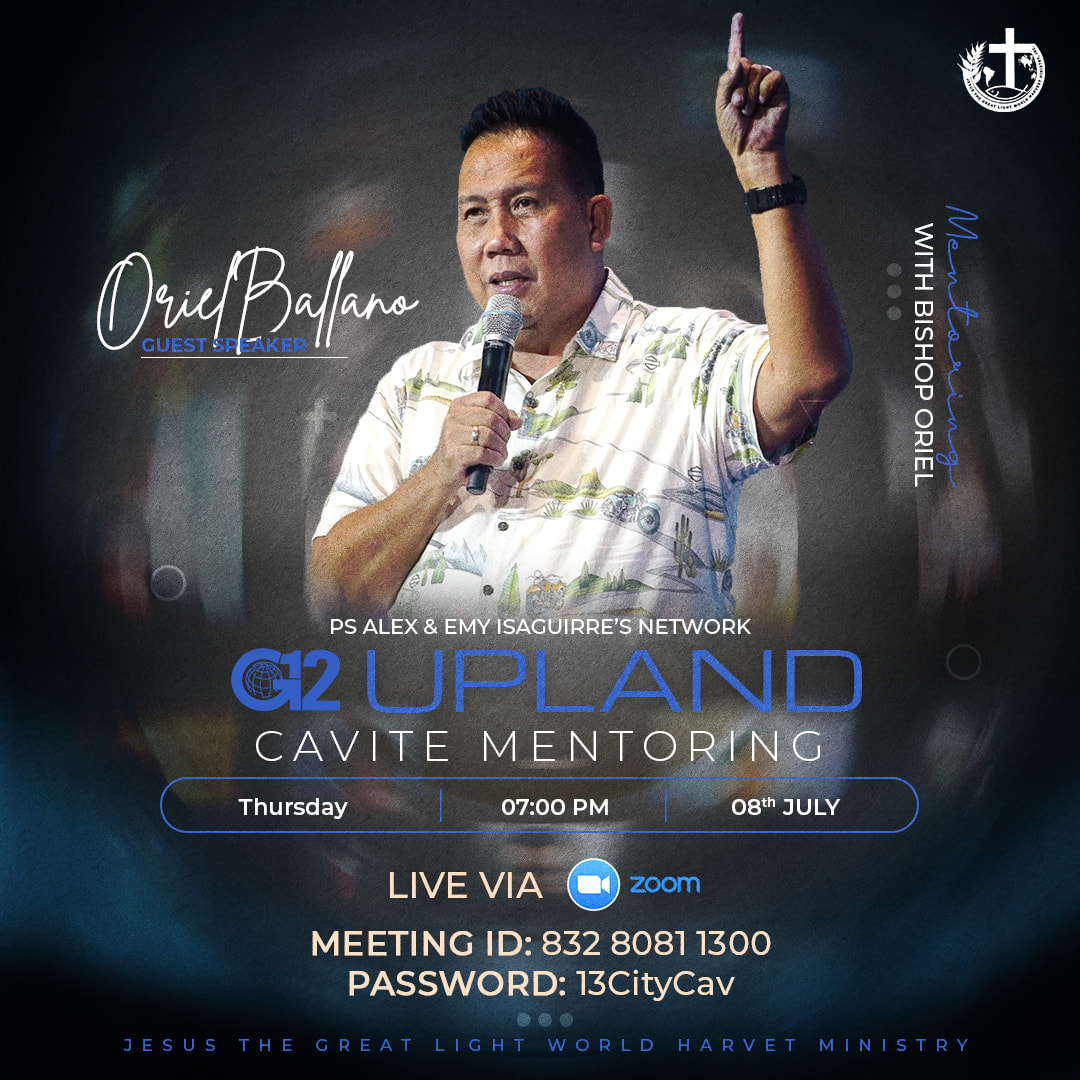 Oriel Ballano
GUEST SPEAKER
Mentoring
WITH BISHOP ORIEL
PS ALEX & EMY ISAGUIRRE'S NETWORK
G12 UPLAND
CAVITE MENTORING
Thursday 07:00 PM 08th JULY
LIVE VIA zoom
MEETING ID: 832 8081 1300
PASSWORD: 13CityCav
JESUS THE GREAT LIGHT WORLD HARVET MINISTRY